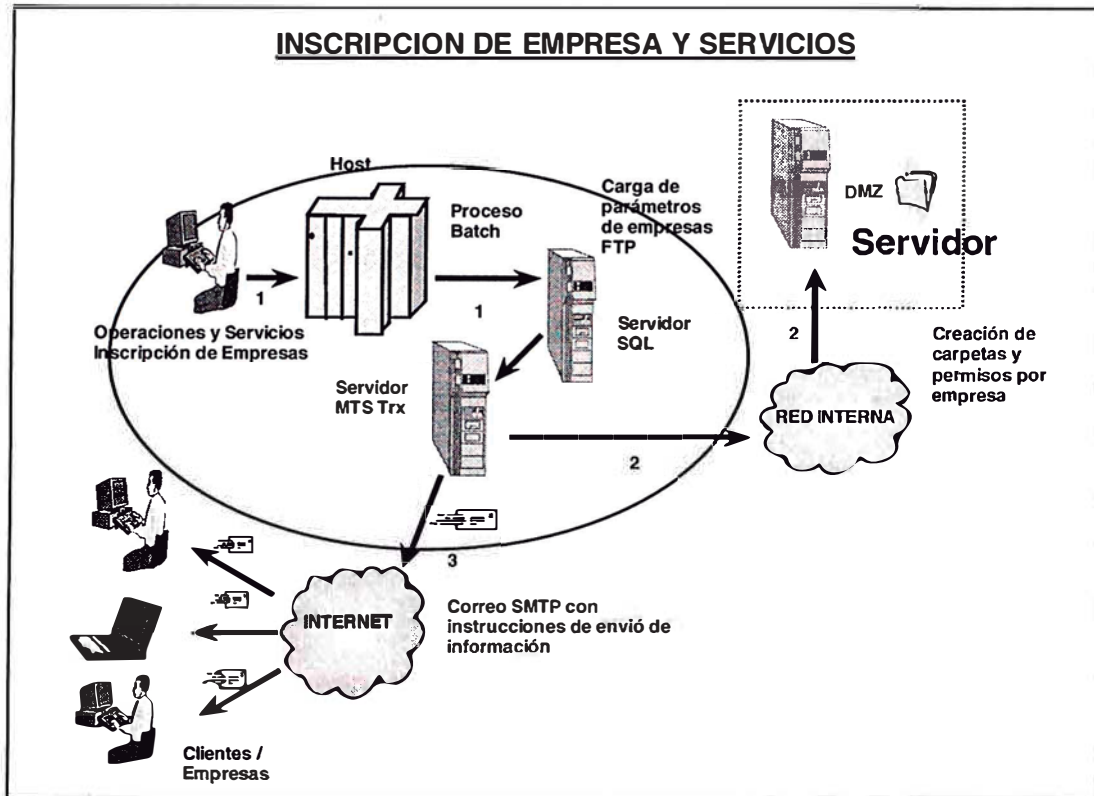 INSCRIPCION DE EMPRESA Y SERVICIOS
Host
Proceso
Batch
Carga de
parámetros
de empresas
FTP
DMZ
Servidor
1
1
Operaciones y Servicios
Inscripción de Empresas
Servidor
SQL
Servidor
MTS Trx
2
Creación de
carpetas y
permisos por
empresa
RED INTERNA
2
3
INTERNET
Correo SMTP con
instrucciones de envió de
información
Clientes /
Empresas